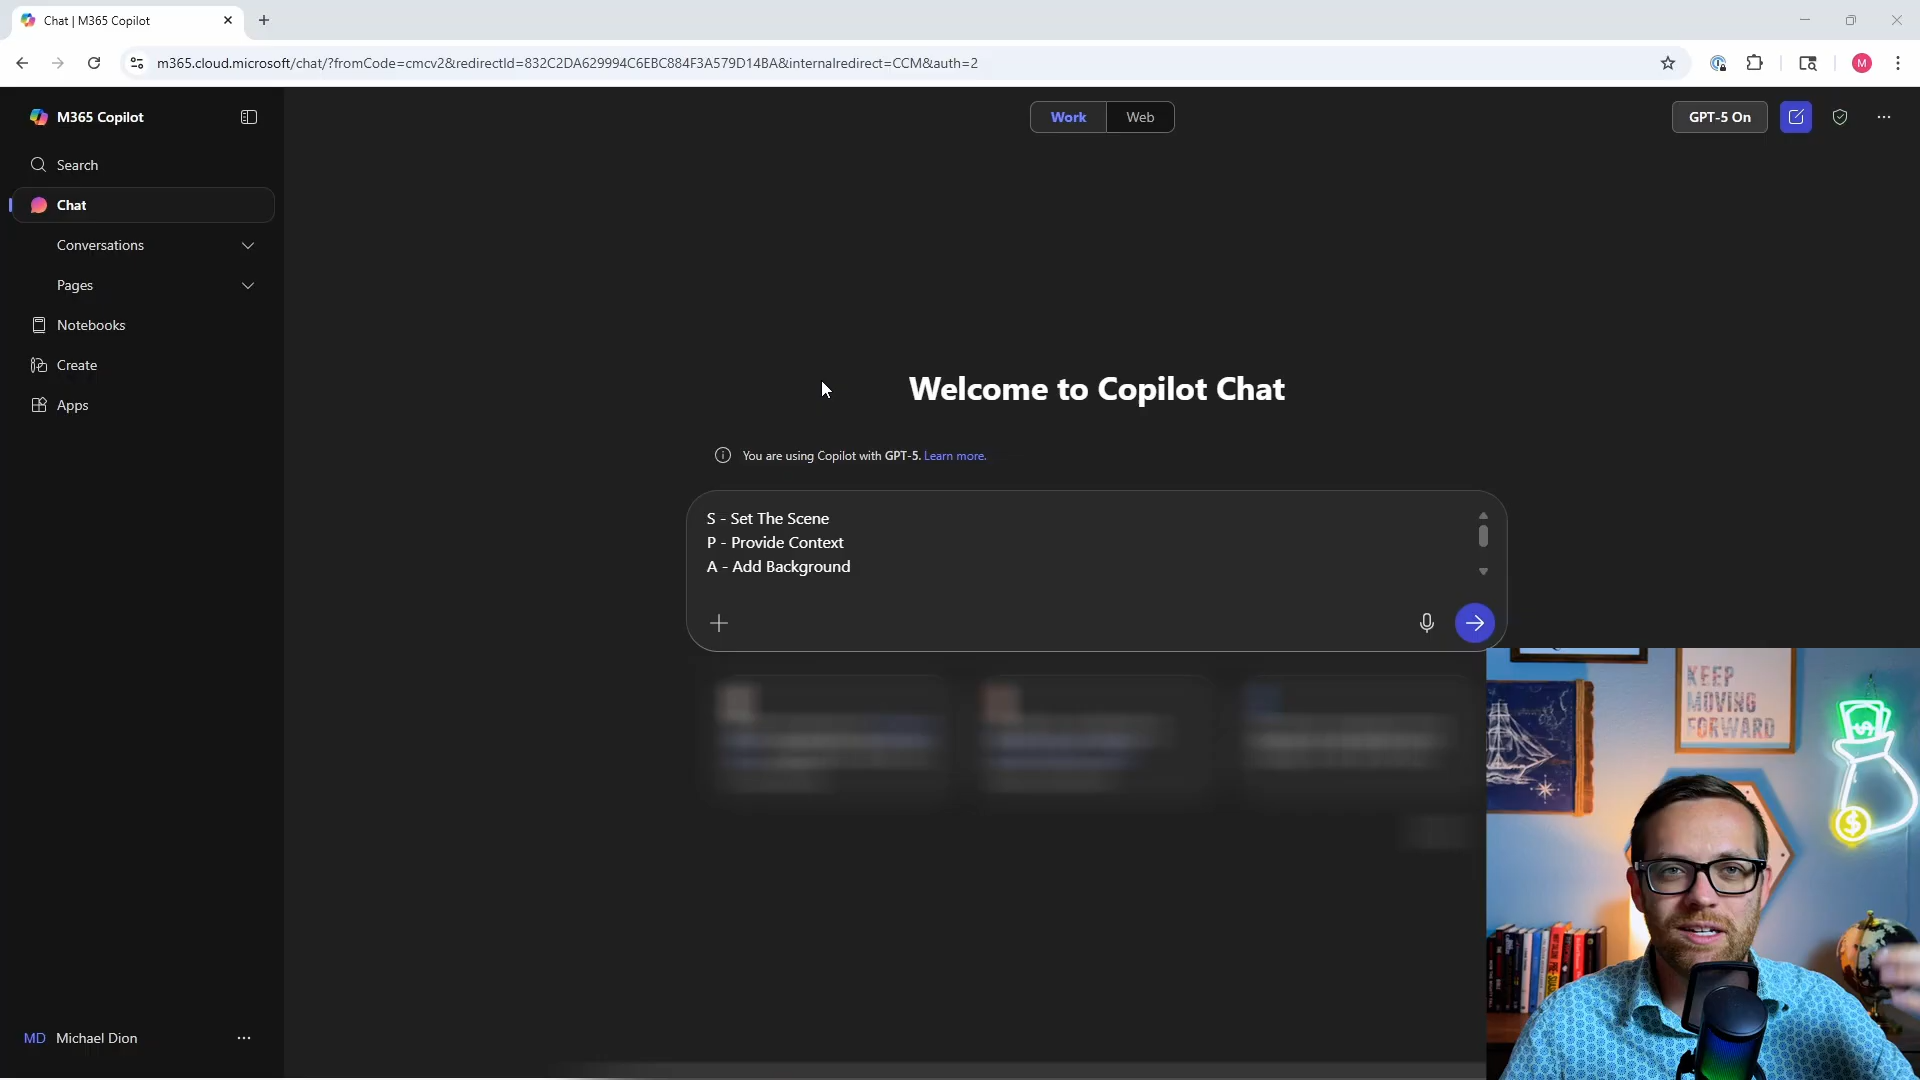 Chat | M365 Copilot
m365.cloud.microsoft/chat/?fromCode=cmcv2&redirectId=832C2DA629994C6EBC884F3A579D14BA&internalredirect=CCM&auth=2
M
M365 Copilot
Work
Web
GPT-5 On
Search
Chat
Conversations
Pages
Notebooks
Create
Apps
Welcome to Copilot Chat
You are using Copilot with GPT-5. Learn more.
S - Set The Scene
P - Provide Context
A - Add Background
KEEP
MOVING
FORWARD
MD Michael Dion